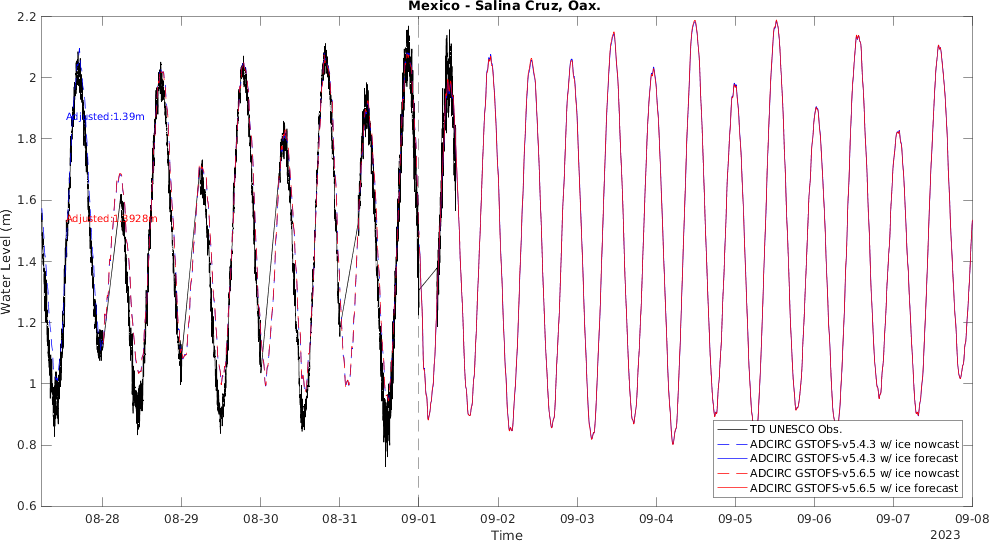 Mexico - Salina Cruz, Oax.
2.2
2
1.8
1.6
1.4
1.2
1
0.8
0.6
Water Level (m)
Adjusted:1.39m
Adjusted:1.3928m
TD UNESCO Obs.
ADCIRC GSTOFS-v5.4.3 w/ ice nowcast
ADCIRC GSTOFS-v5.4.3 w/ ice forecast
ADCIRC GSTOFS-v5.6.5 w/ ice nowcast
ADCIRC GSTOFS-v5.6.5 w/ ice forecast
08-28 08-29 08-30 08-31 09-01 09-02 09-03 09-04 09-05 09-06 09-07 09-08
Time 2023